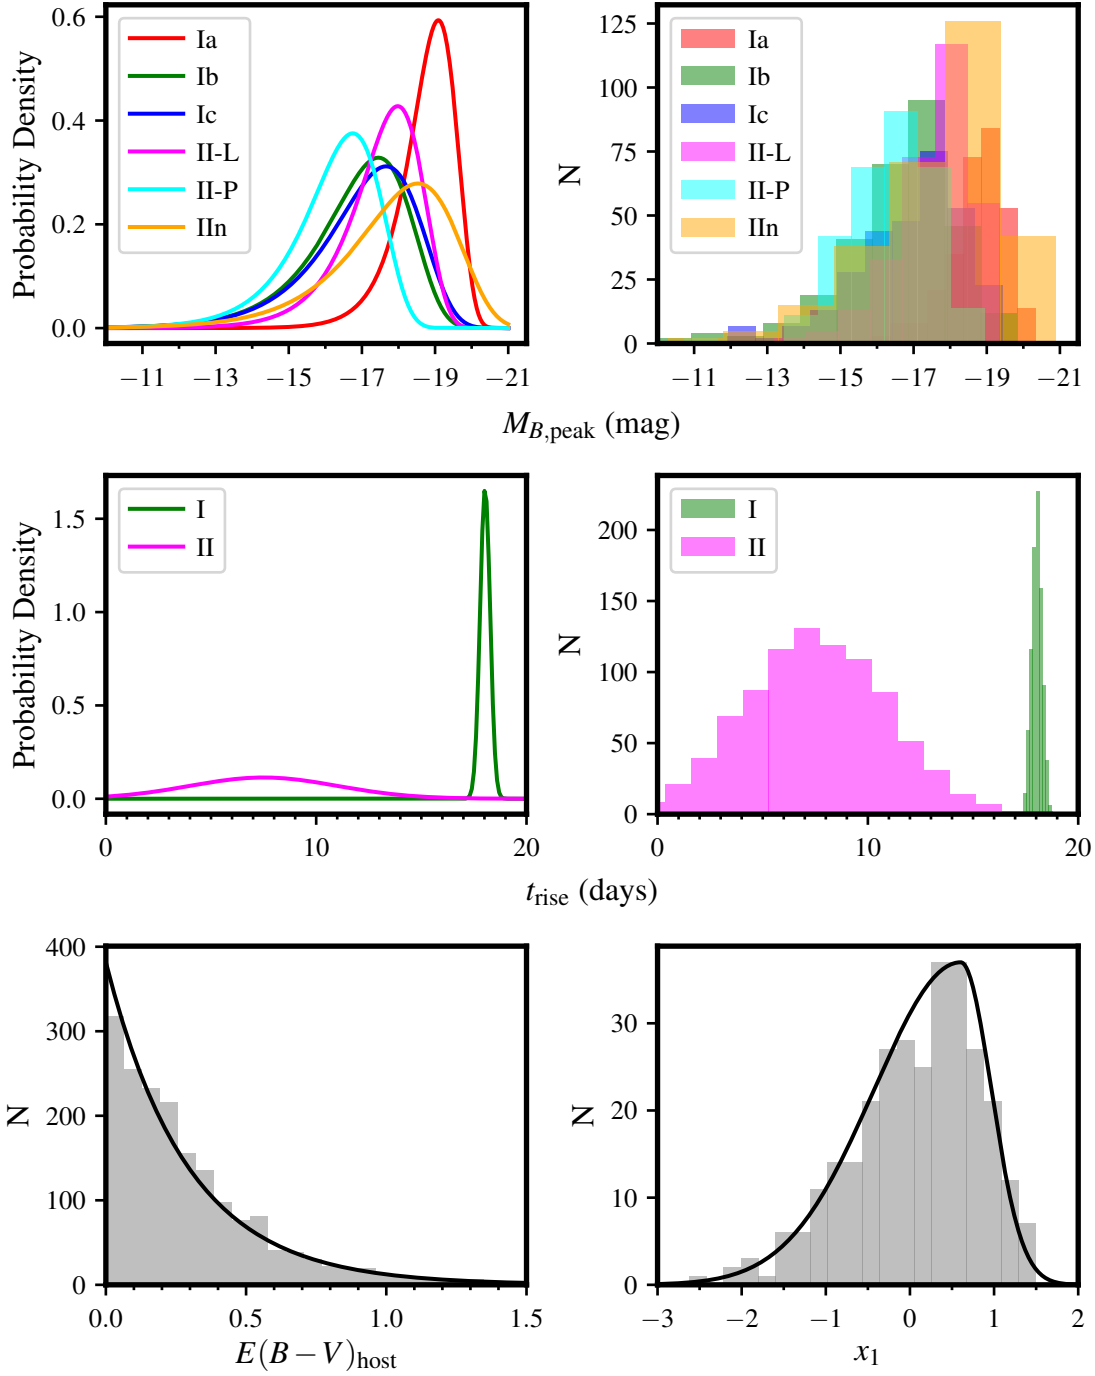 Probability Density
0.6
0.4
0.2
0.0
Ia
Ib
Ic
II-L
II-P
IIn
−11
−13
−15
−17
−19
−21
N
125
100
75
50
25
0
Ia
Ib
Ic
II-L
II-P
IIn
−11
−13
−15
−17
−19
−21
M_{B,peak} (mag)
Probability Density
1.5
1.0
0.5
0.0
I
II
0
10
20
N
200
150
100
50
0
I
II
0
10
20
t_{rise} (days)
N
400
300
200
100
0
0.0
0.5
1.0
1.5
E(B−V)_{host}
N
30
20
10
0
−3
−2
−1
0
1
2
x_1